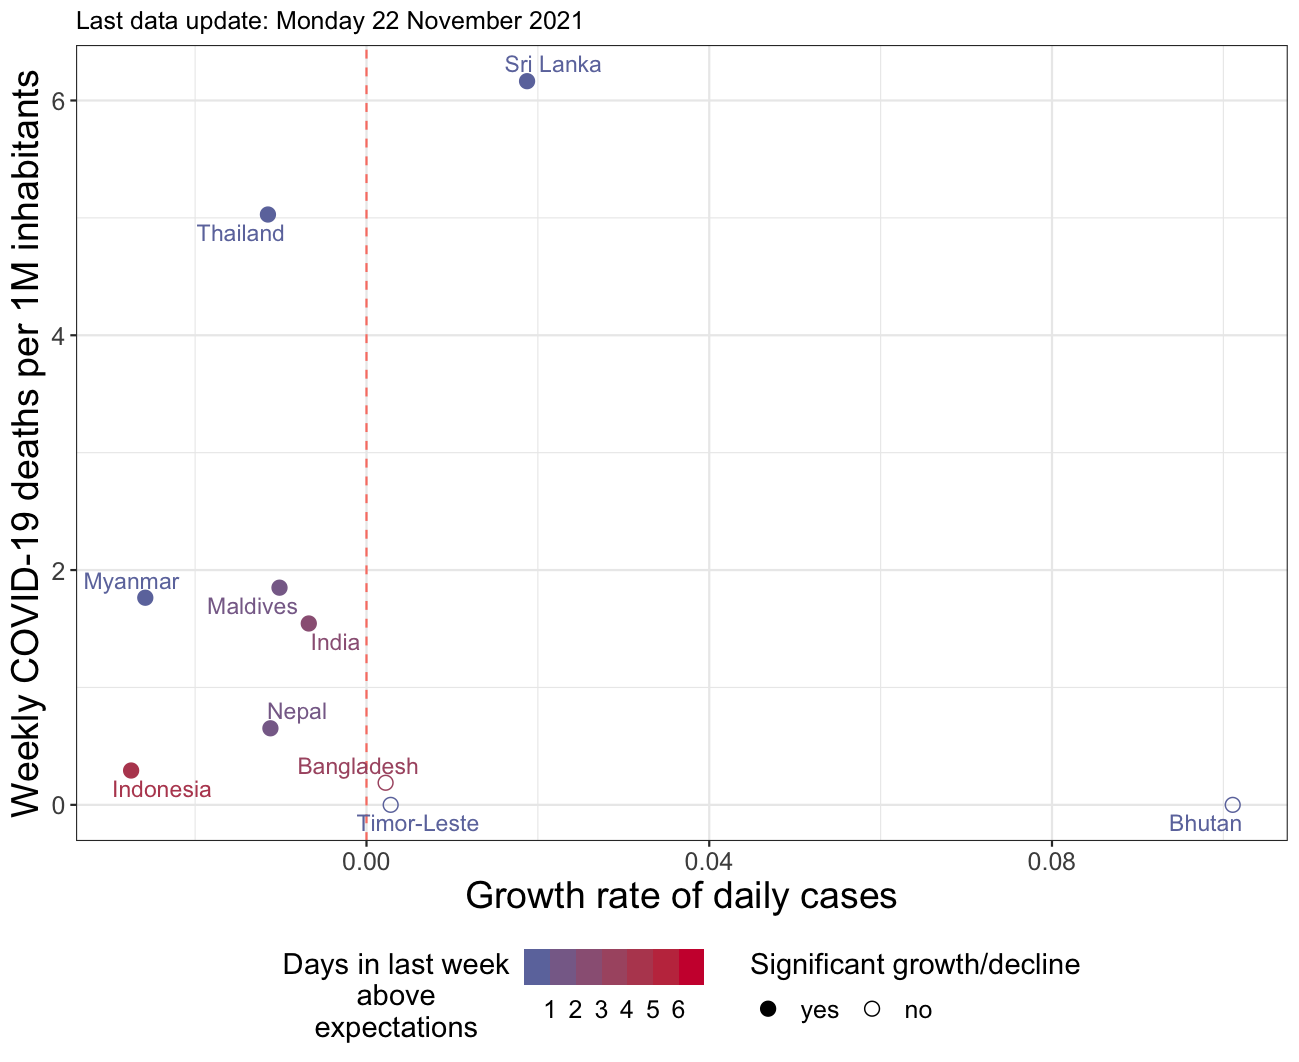 Last data update: Monday 22 November 2021
Weekly COVID-19 deaths per 1M inhabitants
6
4
2
0
Sri Lanka
Thailand
Myanmar
Maldives
India
Nepal
Bangladesh
Indonesia
Timor-Leste
Bhutan
0.00 0.04 0.08
Growth rate of daily cases
Days in last week
above
expectations
1 2 3 4 5 6
Significant growth/decline
yes no